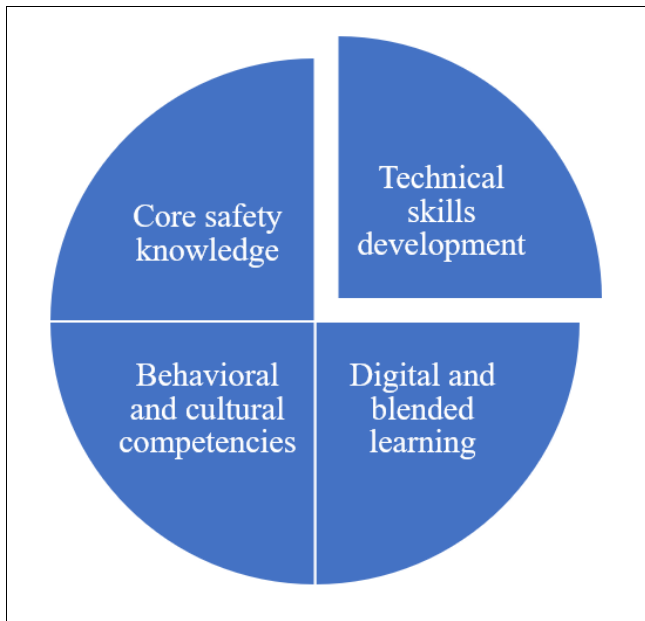 Core safety
knowledge
Technical
skills
development
Behavioral
and cultural
competencies
Digital and
blended
learning